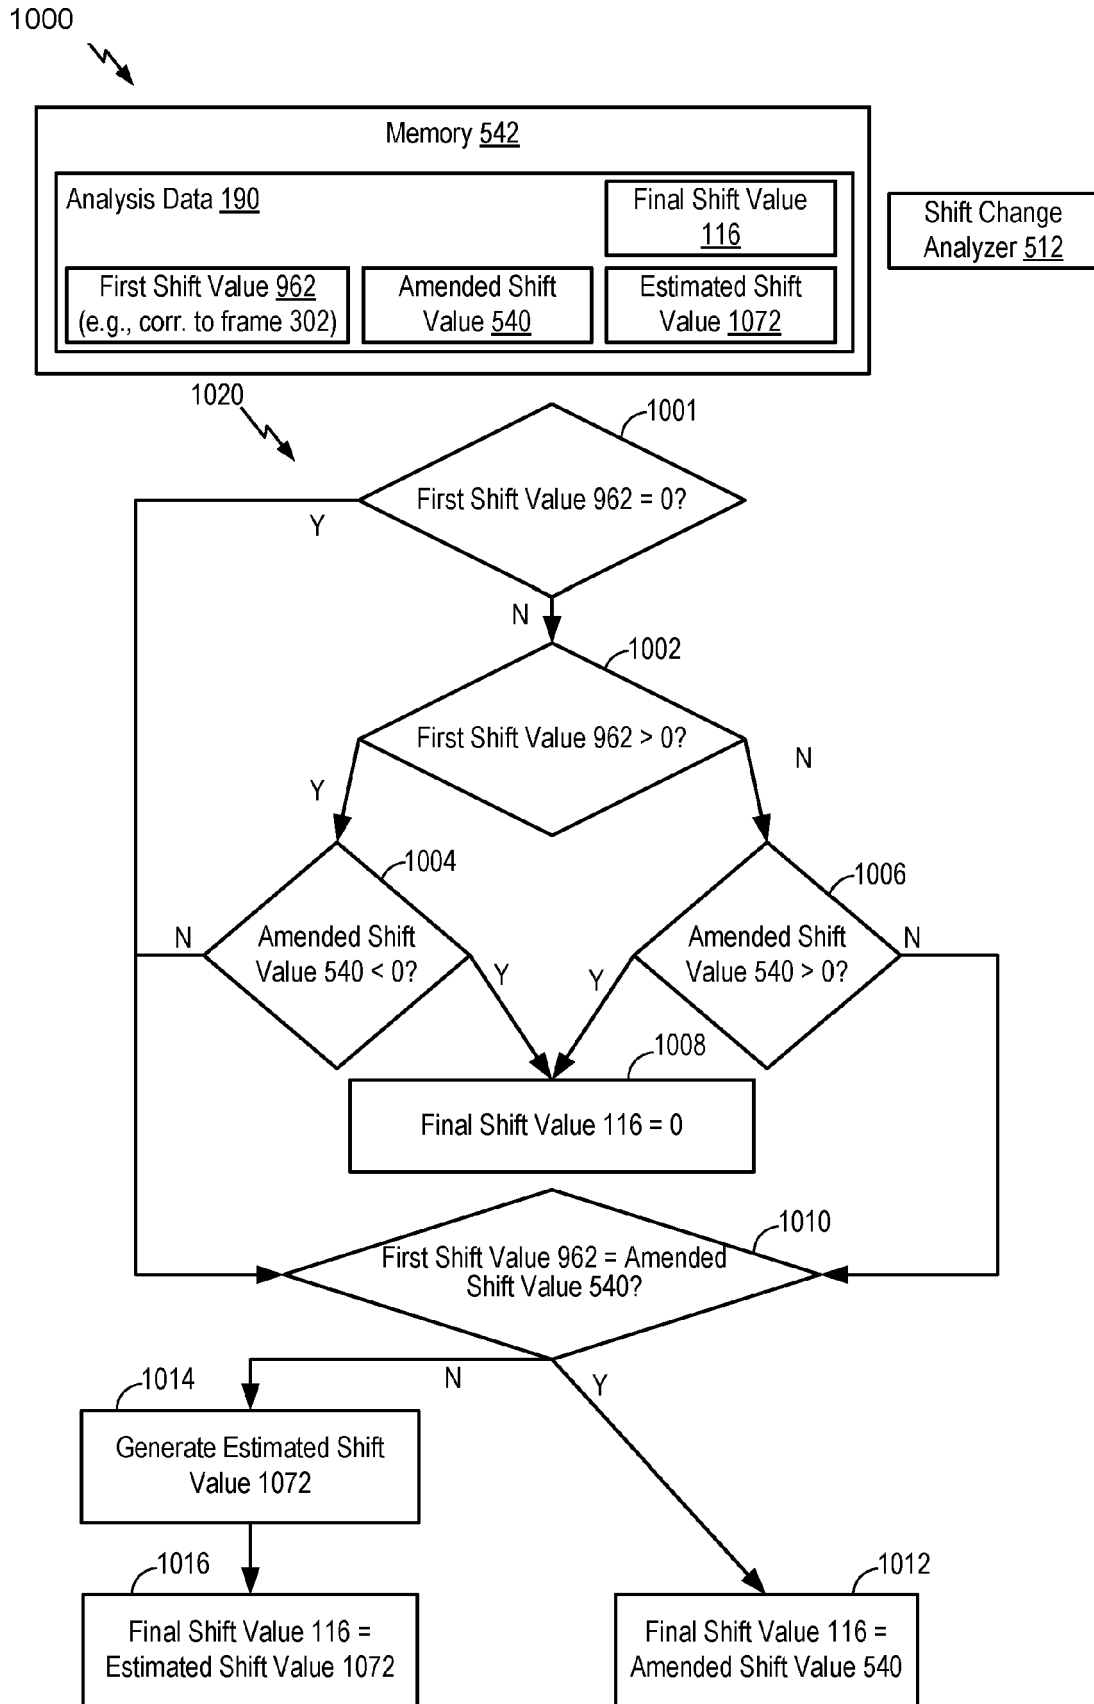 1000
Memory 542
Analysis Data 190
Final Shift Value
116
Shift Change
Analyzer 512
First Shift Value 962
(e.g., corr. to frame 302)
Amended Shift
Value 540
Estimated Shift
Value 1072
1020
1001
First Shift Value 962 = 0?
Y
N
1002
First Shift Value 962 > 0?
Y
N
1004
1006
N
Amended Shift
Value 540 < 0?
Y
Y
Amended Shift
Value 540 > 0?
N
1008
Final Shift Value 116 = 0
1010
First Shift Value 962 = Amended
Shift Value 540?
N
Y
1014
Generate Estimated Shift
Value 1072
1016
Final Shift Value 116 =
Estimated Shift Value 1072
1012
Final Shift Value 116 =
Amended Shift Value 540